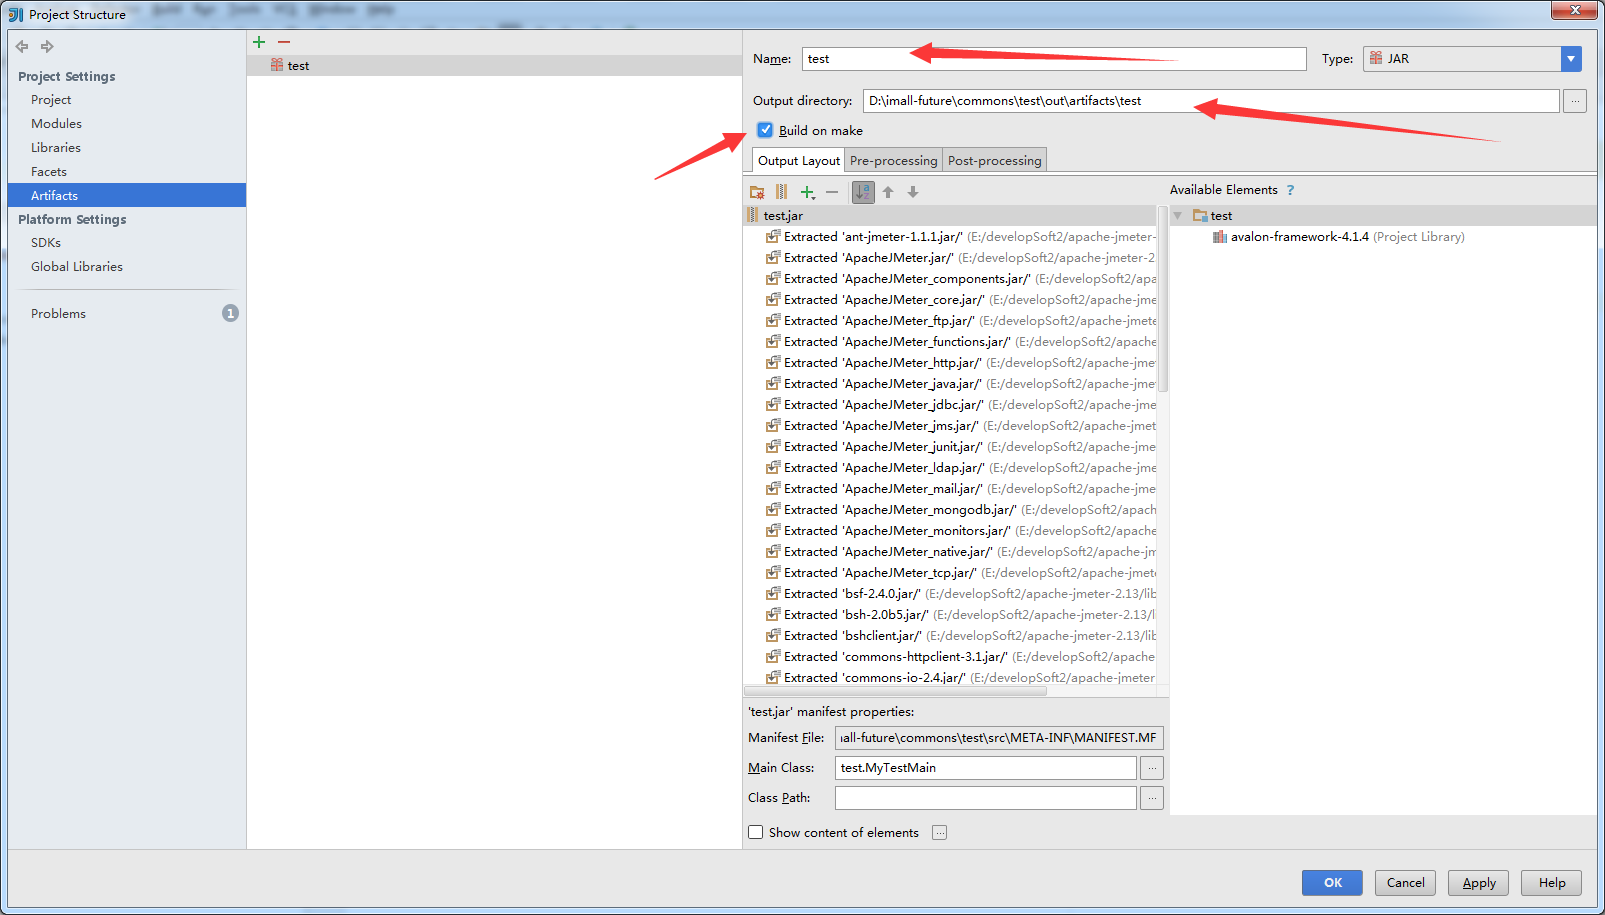 Project Structure
Project Settings
Project
Modules
Libraries
Facets
Artifacts
Platform Settings
SDKs
Global Libraries
Problems
1
test
Name:
test
Type:
JAR
Output directory:
D:\imall-future\commons\test\out\artifacts\test
...
Build on make
Output Layout
Pre-processing
Post-processing
Available Elements ?
test.jar
Extracted 'ant-jmeter-1.1.1.jar/' (E:/developSoft2/apache-jmeter-
Extracted 'ApacheJMeter.jar/' (E:/developSoft2/apache-jmeter-2
Extracted 'ApacheJMeter_components.jar/' (E:/developSoft2/apa
Extracted 'ApacheJMeter_core.jar/' (E:/developSoft2/apache-jme
Extracted 'ApacheJMeter_ftp.jar/' (E:/developSoft2/apache-jmete
Extracted 'ApacheJMeter_functions.jar/' (E:/developSoft2/apache
Extracted 'ApacheJMeter_http.jar/' (E:/developSoft2/apache-jme
Extracted 'ApacheJMeter_java.jar/' (E:/developSoft2/apache-jme
Extracted 'ApacheJMeter_jdbc.jar/' (E:/developSoft2/apache-jme
Extracted 'ApacheJMeter_jms.jar/' (E:/developSoft2/apache-jmet
Extracted 'ApacheJMeter_junit.jar/' (E:/developSoft2/apache-jme
Extracted 'ApacheJMeter_ldap.jar/' (E:/developSoft2/apache-jme
Extracted 'ApacheJMeter_mail.jar/' (E:/developSoft2/apache-jme
Extracted 'ApacheJMeter_mongodb.jar/' (E:/developSoft2/apach
Extracted 'ApacheJMeter_monitors.jar/' (E:/developSoft2/apache
Extracted 'ApacheJMeter_native.jar/' (E:/developSoft2/apache-jm
Extracted 'ApacheJMeter_tcp.jar/' (E:/developSoft2/apache-jmete
Extracted 'bsf-2.4.0.jar/' (E:/developSoft2/apache-jmeter-2.13/lib
Extracted 'bsh-2.0b5.jar/' (E:/developSoft2/apache-jmeter-2.13/l
Extracted 'bshclient.jar/' (E:/developSoft2/apache-jmeter-2.13/lib
Extracted 'commons-httpclient-3.1.jar/' (E:/developSoft2/apache
Extracted 'commons-io-2.4.jar/' (E:/developSoft2/apache-jmeter
test
avalon-framework-4.1.4 (Project Library)
'test.jar' manifest properties:
Manifest File:
all-future\commons\test\src\META-INF\MANIFEST.MF
Main Class:
test.MyTestMain
...
Class Path:
...
Show content of elements
...
OK
Cancel
Apply
Help